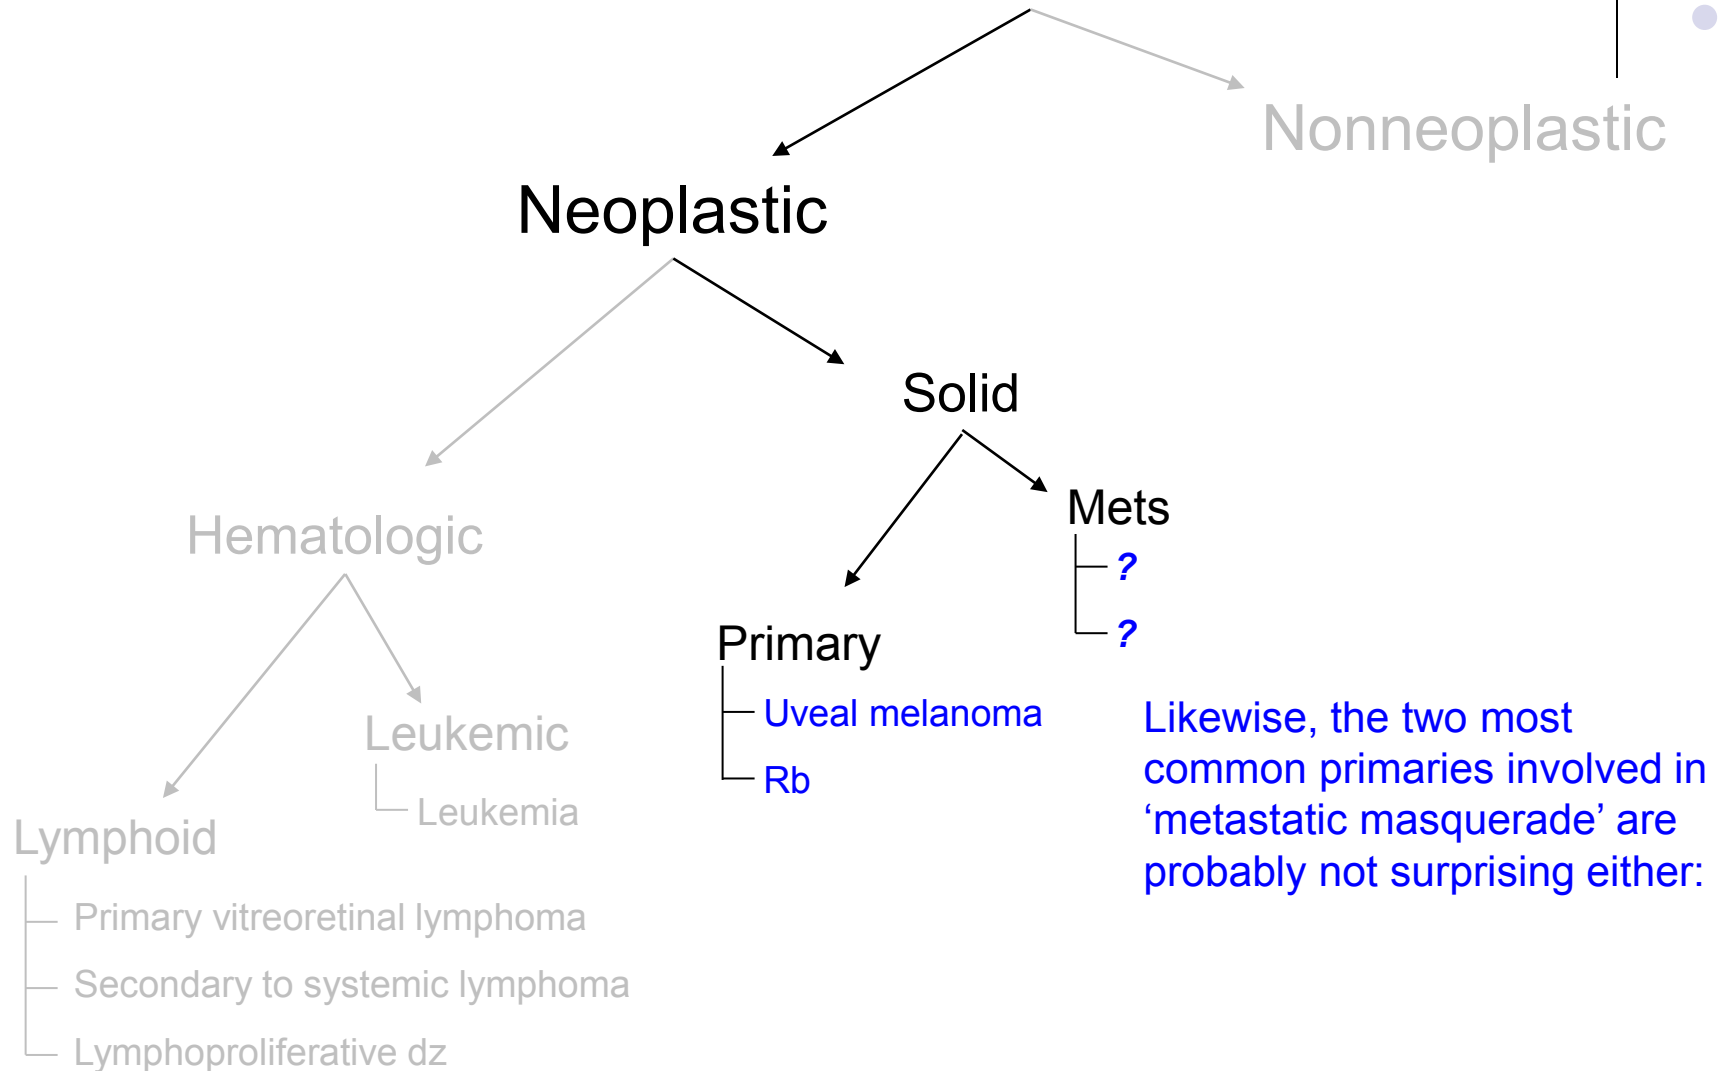 Nonneoplastic
Neoplastic
Solid
Mets
?
?
Hematologic
Primary
Uveal melanoma
Rb
Likewise, the two most
common primaries involved in
‘metastatic masquerade’ are
probably not surprising either:
Leukemic
Leukemia
Lymphoid
Primary vitreoretinal lymphoma
Secondary to systemic lymphoma
Lymphoproliferative dz